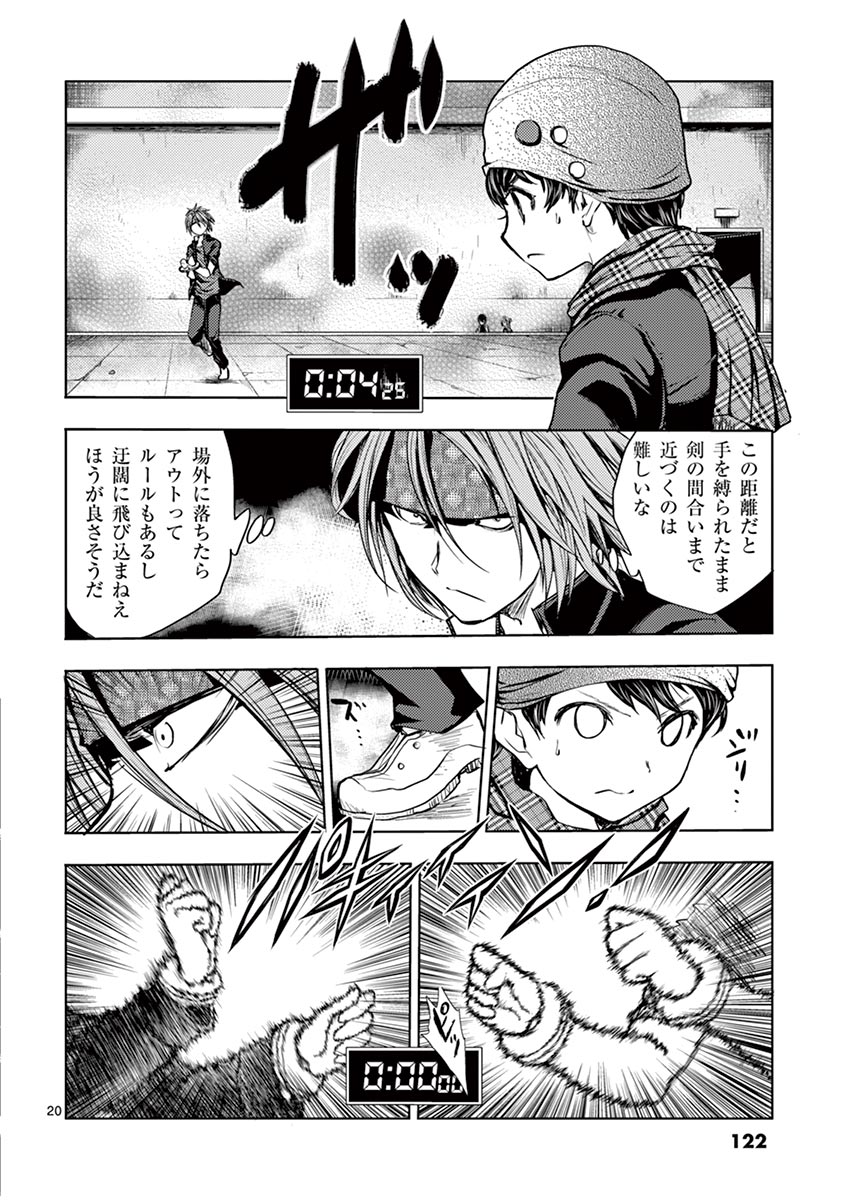 ザッ
0:04 25
この距離だと
手を縛られたまま
剣の間合いまで
近づくのは
難しいな
場外に落ちたら
アウトって
ルールもあるし
迂闊に飛び込まねえ
ほうが良さそうだ
ジリ…
ズ
パキィィィン
ピッ
0:00 00
20
122